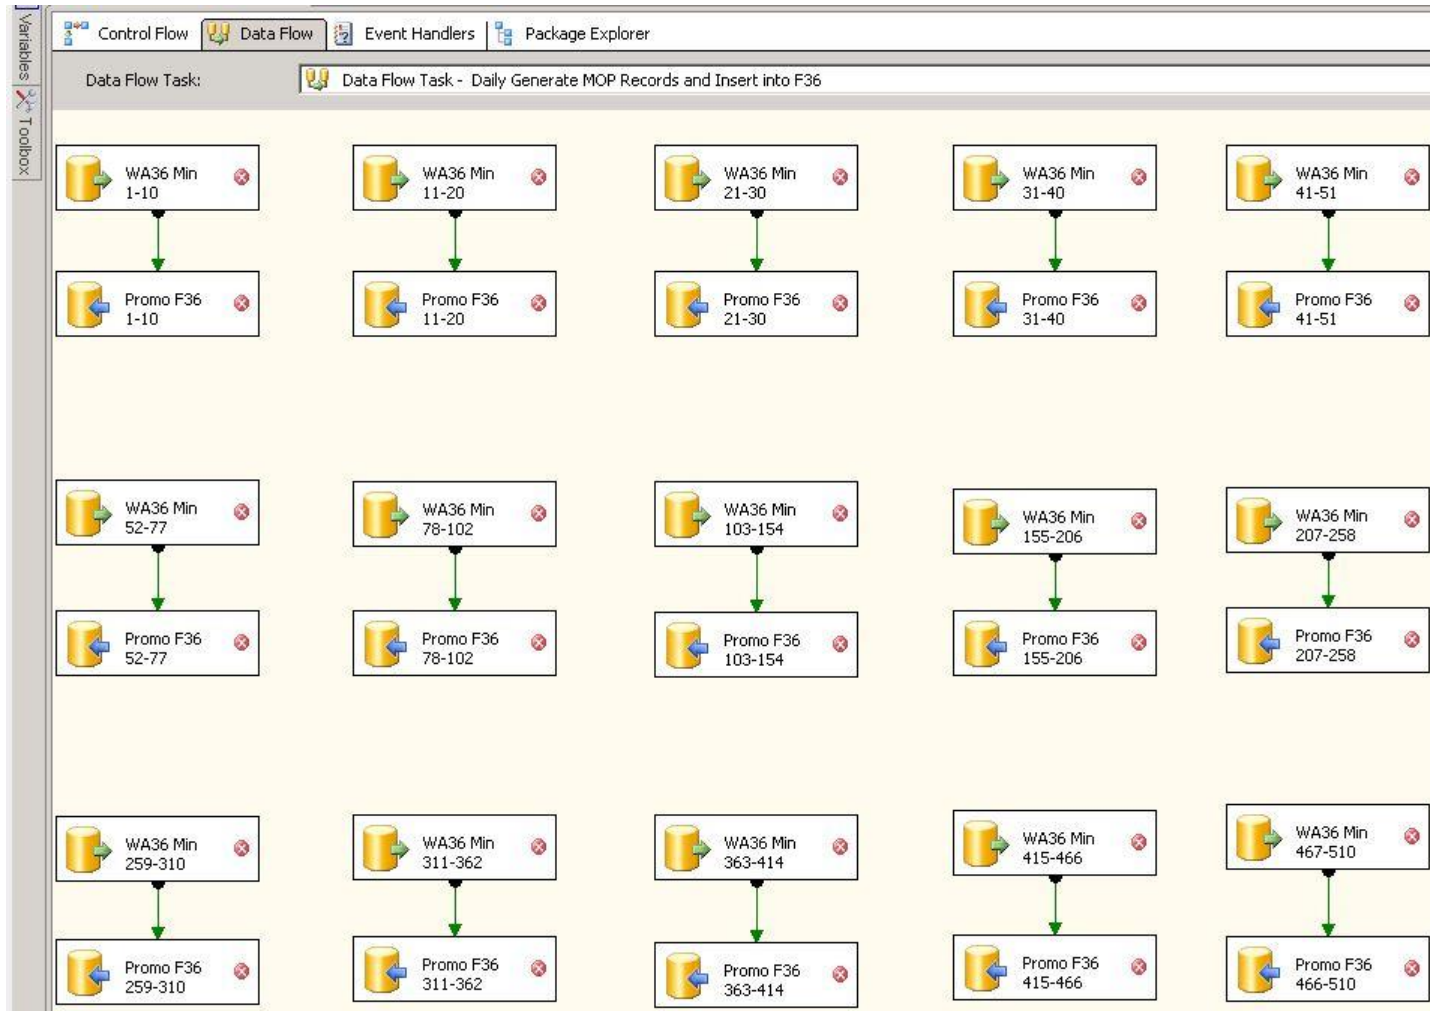 Variables
Toolbox
Control Flow
Data Flow
Event Handlers
Package Explorer
Data Flow Task:
Data Flow Task - Daily Generate MOP Records and Insert into F36
WA36 Min
1-10
WA36 Min
11-20
WA36 Min
21-30
WA36 Min
31-40
WA36 Min
41-51
Promo F36
1-10
Promo F36
11-20
Promo F36
21-30
Promo F36
31-40
Promo F36
41-51
WA36 Min
52-77
WA36 Min
78-102
WA36 Min
103-154
WA36 Min
155-206
WA36 Min
207-258
Promo F36
52-77
Promo F36
78-102
Promo F36
103-154
Promo F36
155-206
Promo F36
207-258
WA36 Min
259-310
WA36 Min
311-362
WA36 Min
363-414
WA36 Min
415-466
WA36 Min
467-510
Promo F36
259-310
Promo F36
311-362
Promo F36
363-414
Promo F36
415-466
Promo F36
466-510